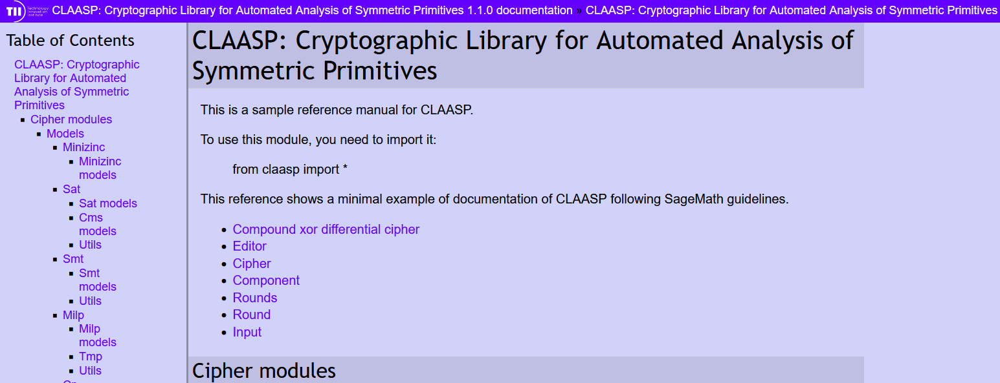 TII Technology Innovation Institute
CLAASP: Cryptographic Library for Automated Analysis of Symmetric Primitives 1.1.0 documentation » CLAASP: Cryptographic Library for Automated Analysis of Symmetric Primitives
Table of Contents
CLAASP: Cryptographic
Library for Automated
Analysis of Symmetric
Primitives
Cipher modules
Models
Minizinc
Minizinc
models
Sat
Sat models
Cms
models
Utils
Smt
Smt
models
Utils
Milp
Milp
models
Tmp
Utils
CLAASP: Cryptographic Library for Automated Analysis of
Symmetric Primitives
This is a sample reference manual for CLAASP.
To use this module, you need to import it:
from claasp import *
This reference shows a minimal example of documentation of CLAASP following SageMath guidelines.
Compound xor differential cipher
Editor
Cipher
Component
Rounds
Round
Input
Cipher modules